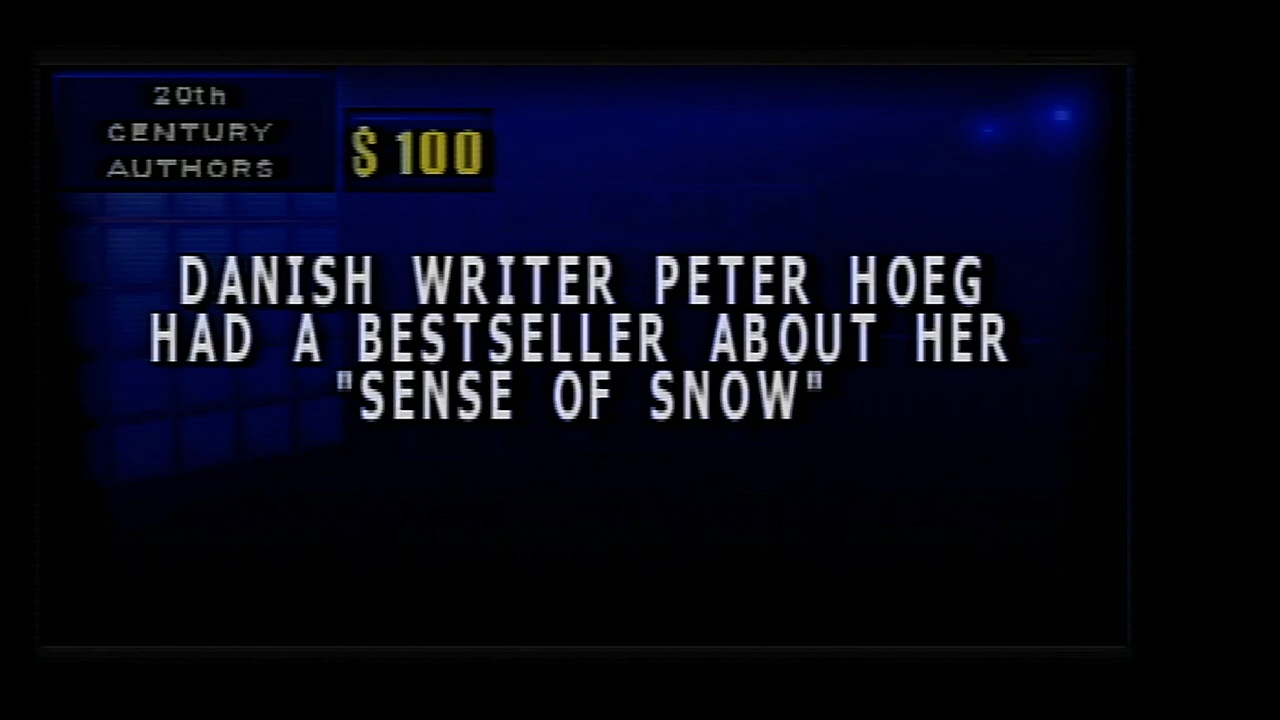 20th
CENTURY
AUTHORS
$ 100
DANISH WRITER PETER HOEG
HAD A BESTSELLER ABOUT HER
"SENSE OF SNOW"